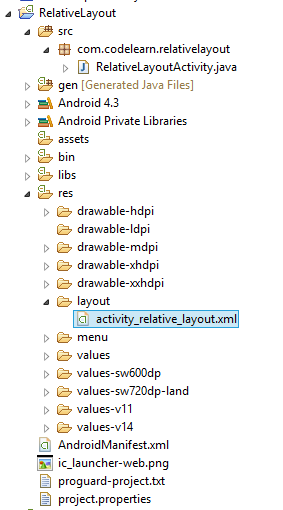 RelativeLayout
src
com.codelearn.relativelayout
RelativeLayoutActivity.java
gen [Generated Java Files]
Android 4.3
Android Private Libraries
assets
bin
libs
res
drawable-hdpi
drawable-ldpi
drawable-mdpi
drawable-xhdpi
drawable-xxhdpi
layout
activity_relative_layout.xml
menu
values
values-sw600dp
values-sw720dp-land
values-v11
values-v14
AndroidManifest.xml
ic_launcher-web.png
proguard-project.txt
project.properties